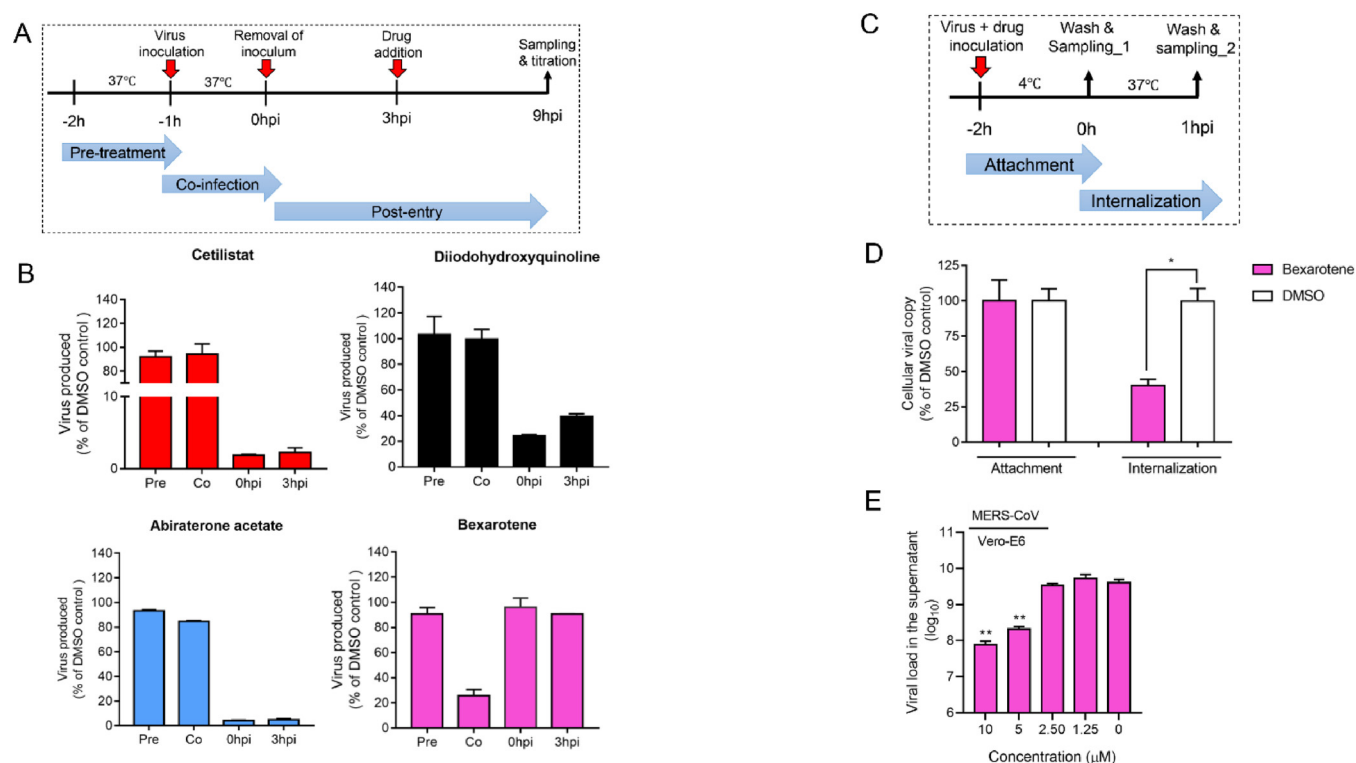 A
Virus
inoculation
Removal of
inoculum
Drug
addition
Sampling
& titration
37℃
37℃
-2h
-1h
0hpi
3hpi
9hpi
Pre-treatment
Co-infection
Post-entry
B
Cetilistat
Virus produced
(% of DMSO control )
140
120
100
80
60
10
0
Pre
Co
0hpi
3hpi
Diiodohydroxyquinoline
Virus produced
(% of DMSO control )
140
120
100
80
60
40
20
0
Pre
Co
0hpi
3hpi
Abiraterone acetate
Virus produced
(% of DMSO control )
140
120
100
80
60
40
20
0
Pre
Co
0hpi
3hpi
Bexarotene
Virus produced
(% of DMSO control )
140
120
100
80
60
40
20
0
Pre
Co
0hpi
3hpi
C
Virus + drug
inoculation
Wash &
Sampling_1
Wash &
sampling_2
4℃
37℃
-2h
0h
1hpi
Attachment
Internalization
D
Cellular viral copy
(% of DMSO control)
125
100
75
50
25
0
*
Attachment
Internalization
Bexarotene
DMSO
E
MERS-CoV
Vero-E6
Viral load in the supernatant
(log10)
11
10
9
8
7
6
**
**
10
5
2.50
1.25
0
Concentration (μM)